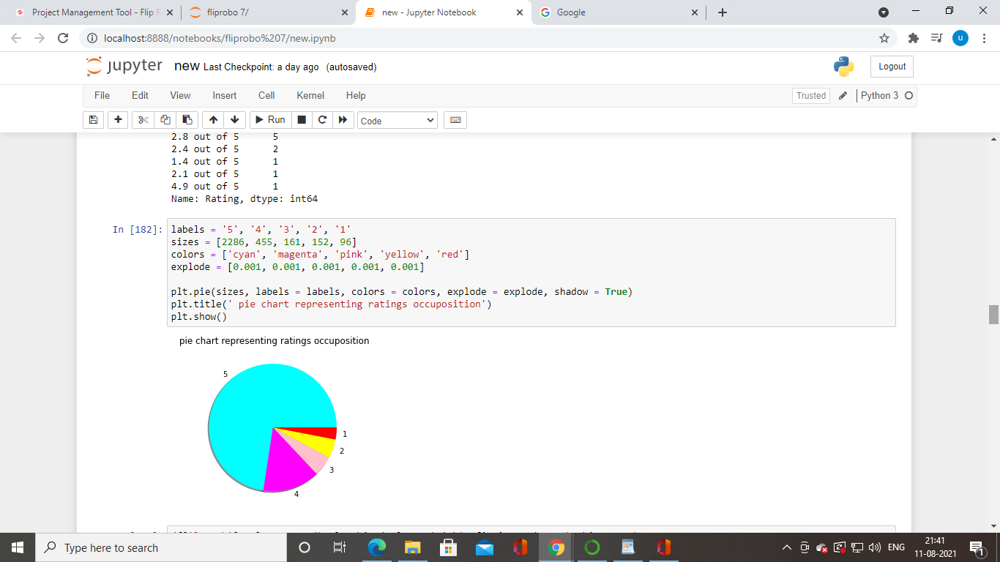 Project Management Tool - Flip R
fliprobo 7/
new - Jupyter Notebook
Google
localhost:8888/notebooks/fliprobo%207/new.ipynb
u
jupyter new Last Checkpoint: a day ago (autosaved)
Logout
File Edit View Insert Cell Kernel Help
Trusted Python 3
Run Code
2.8 out of 5 5
2.4 out of 5 2
1.4 out of 5 1
2.1 out of 5 1
4.9 out of 5 1
Name: Rating, dtype: int64
In [182]: labels = '5', '4', '3', '2', '1'
sizes = [2286, 455, 161, 152, 96]
colors = ['cyan', 'magenta', 'pink', 'yellow', 'red']
explode = [0.001, 0.001, 0.001, 0.001, 0.001]
plt.pie(sizes, labels = labels, colors = colors, explode = explode, shadow = True)
plt.title(' pie chart representing ratings occuposition')
plt.show()
pie chart representing ratings occuposition
5
1
2
3
4
Type here to search
ENG
21:41
11-08-2021
1